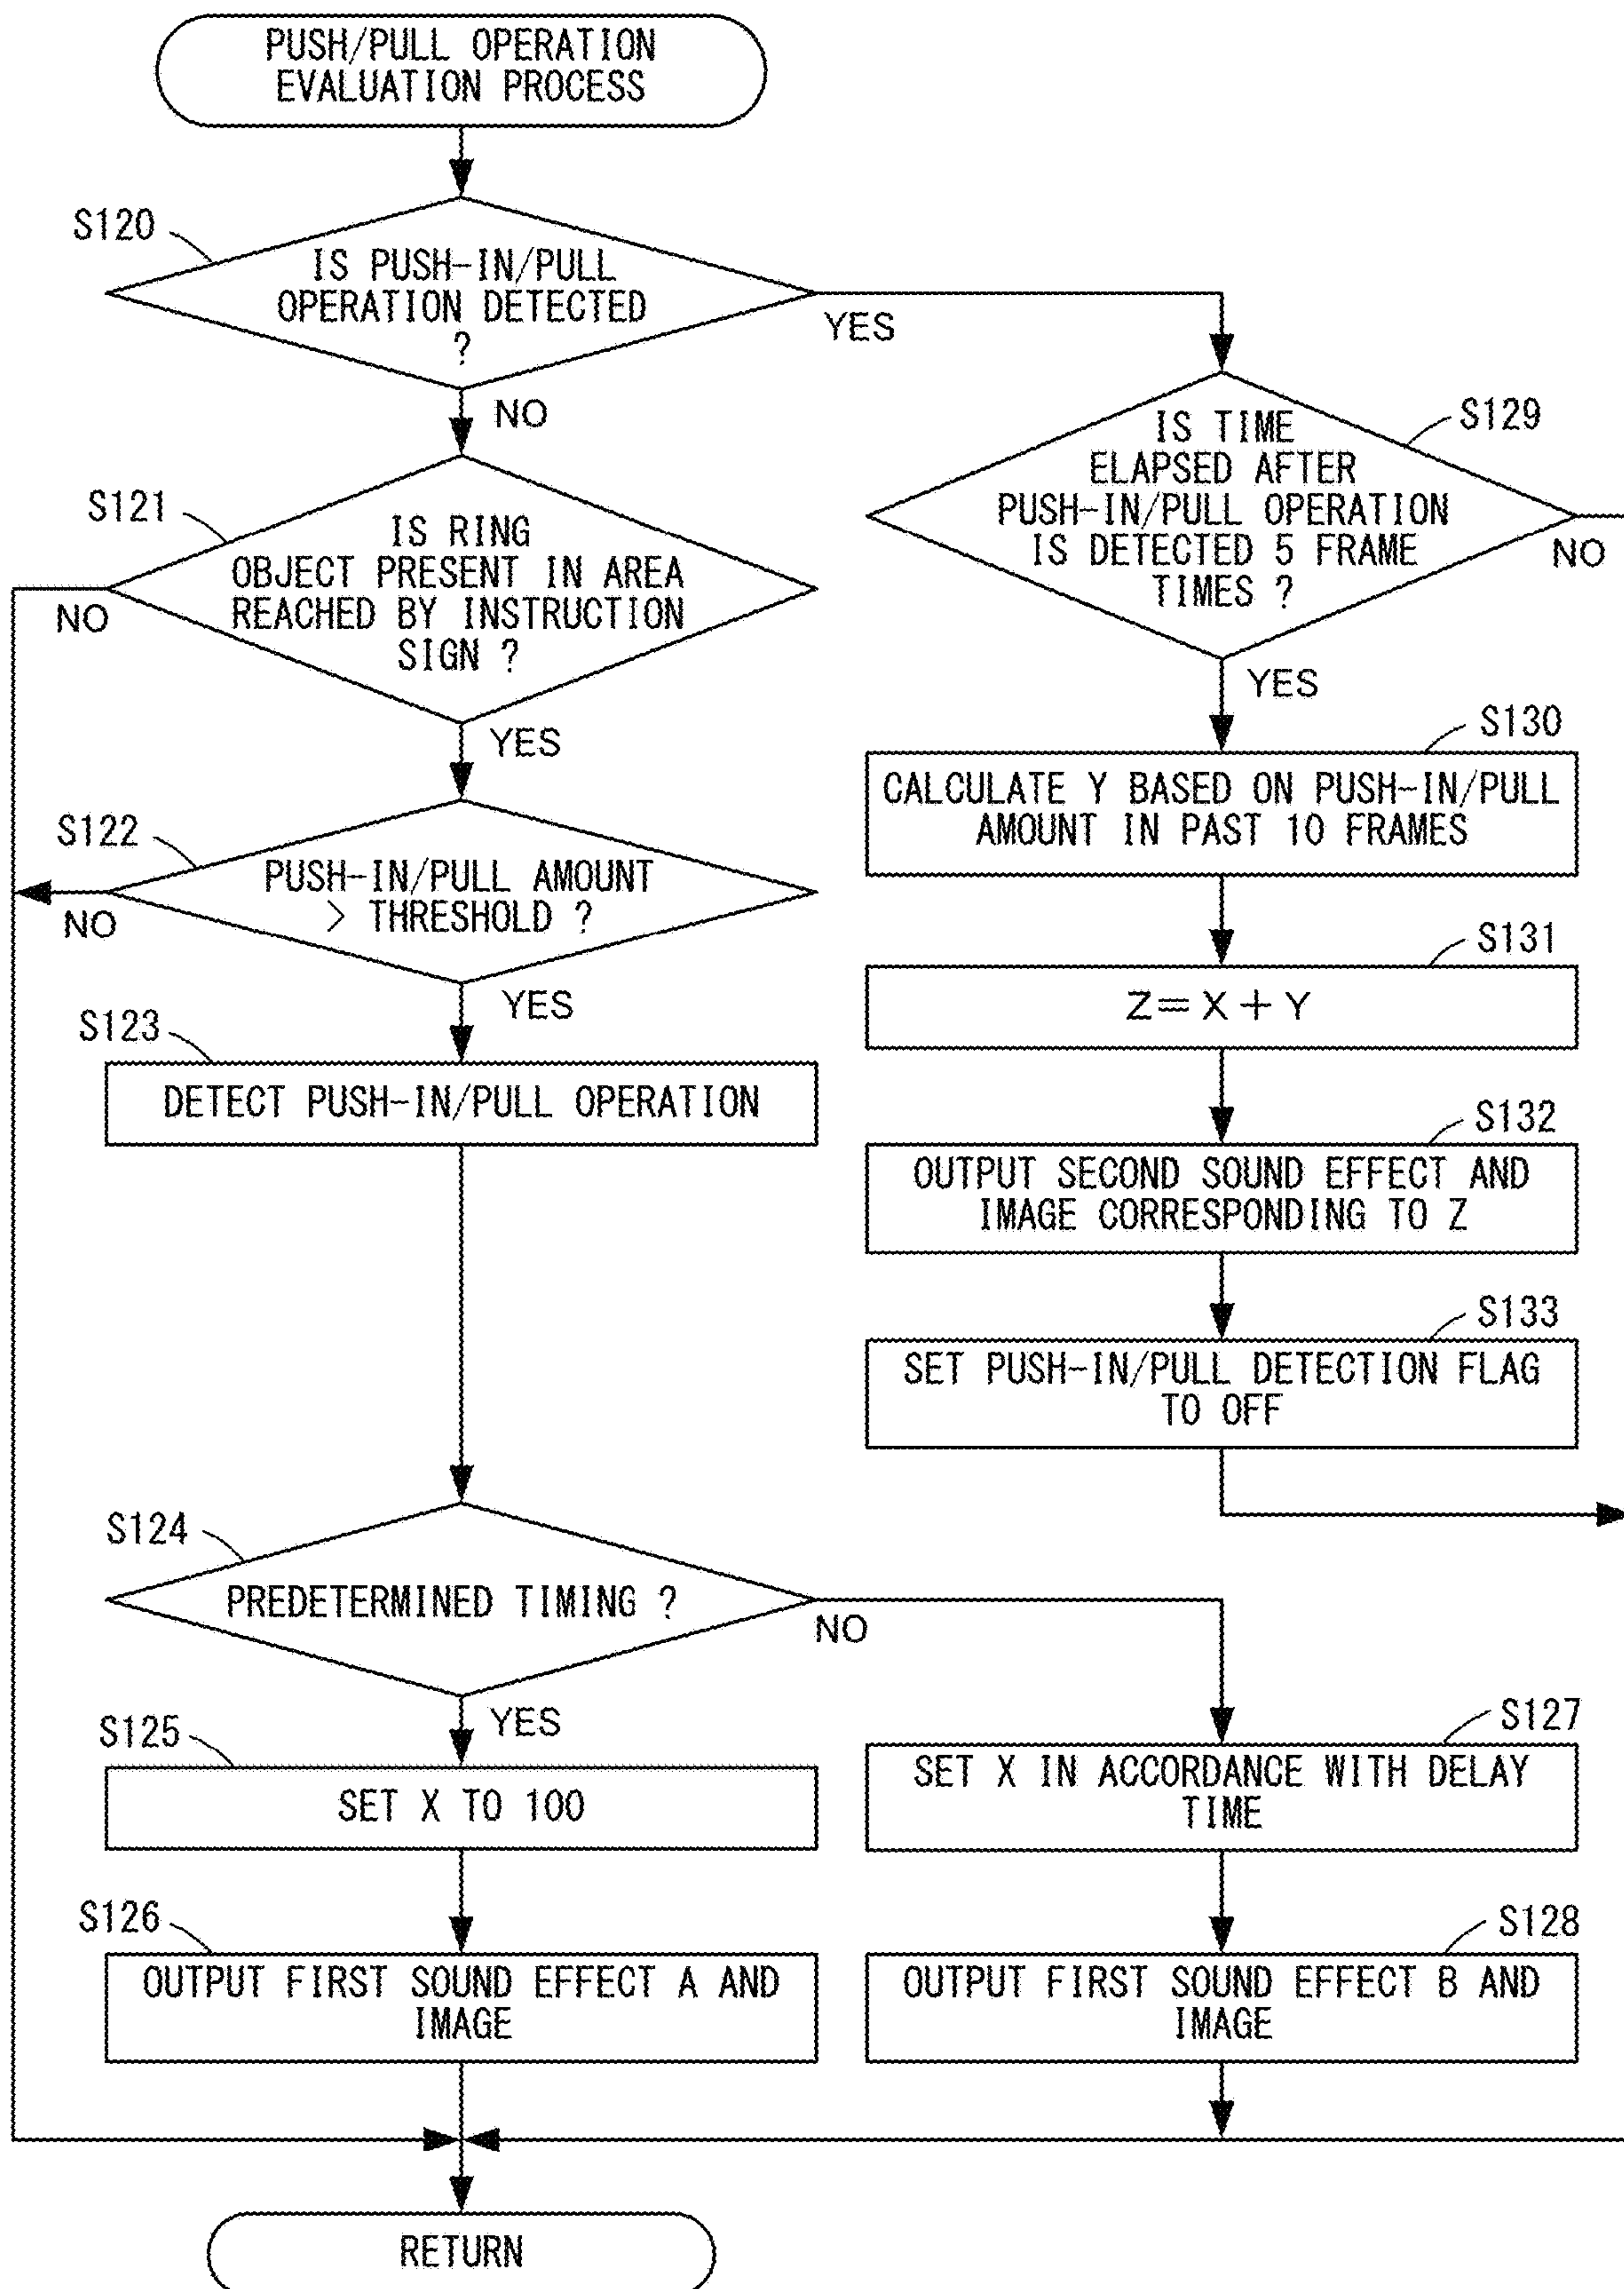 PUSH/PULL OPERATION
EVALUATION PROCESS
S120
IS PUSH-IN/PULL
OPERATION DETECTED
?
YES
NO
S121
IS RING
OBJECT PRESENT IN AREA
REACHED BY INSTRUCTION
SIGN ?
NO
YES
S122
PUSH-IN/PULL AMOUNT
> THRESHOLD ?
NO
YES
S123
DETECT PUSH-IN/PULL OPERATION
S124
PREDETERMINED TIMING ?
NO
YES
S125
SET X TO 100
S126
OUTPUT FIRST SOUND EFFECT A AND
IMAGE
S127
SET X IN ACCORDANCE WITH DELAY
TIME
S128
OUTPUT FIRST SOUND EFFECT B AND
IMAGE
S129
IS TIME
ELAPSED AFTER
PUSH-IN/PULL OPERATION
IS DETECTED 5 FRAME
TIMES ?
NO
YES
S130
CALCULATE Y BASED ON PUSH-IN/PULL
AMOUNT IN PAST 10 FRAMES
S131
Z=X+Y
S132
OUTPUT SECOND SOUND EFFECT AND
IMAGE CORRESPONDING TO Z
S133
SET PUSH-IN/PULL DETECTION FLAG
TO OFF
RETURN